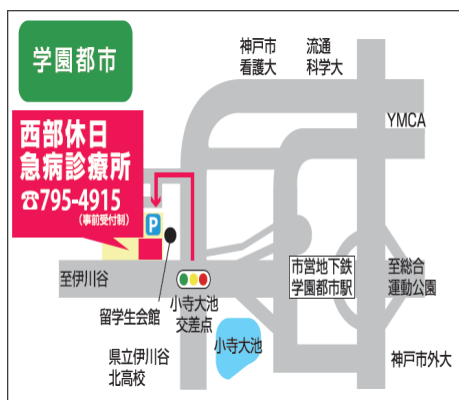 学園都市
神戸市
看護大
流通
科学大
YMCA
西部休日
急病診療所
☎795-4915
(事前受付制)
P
至伊川谷
留学生会館
小寺大池
交差点
市営地下鉄
学園都市駅
至総合
運動公園
県立伊川谷
北高校
小寺大池
神戸市外大